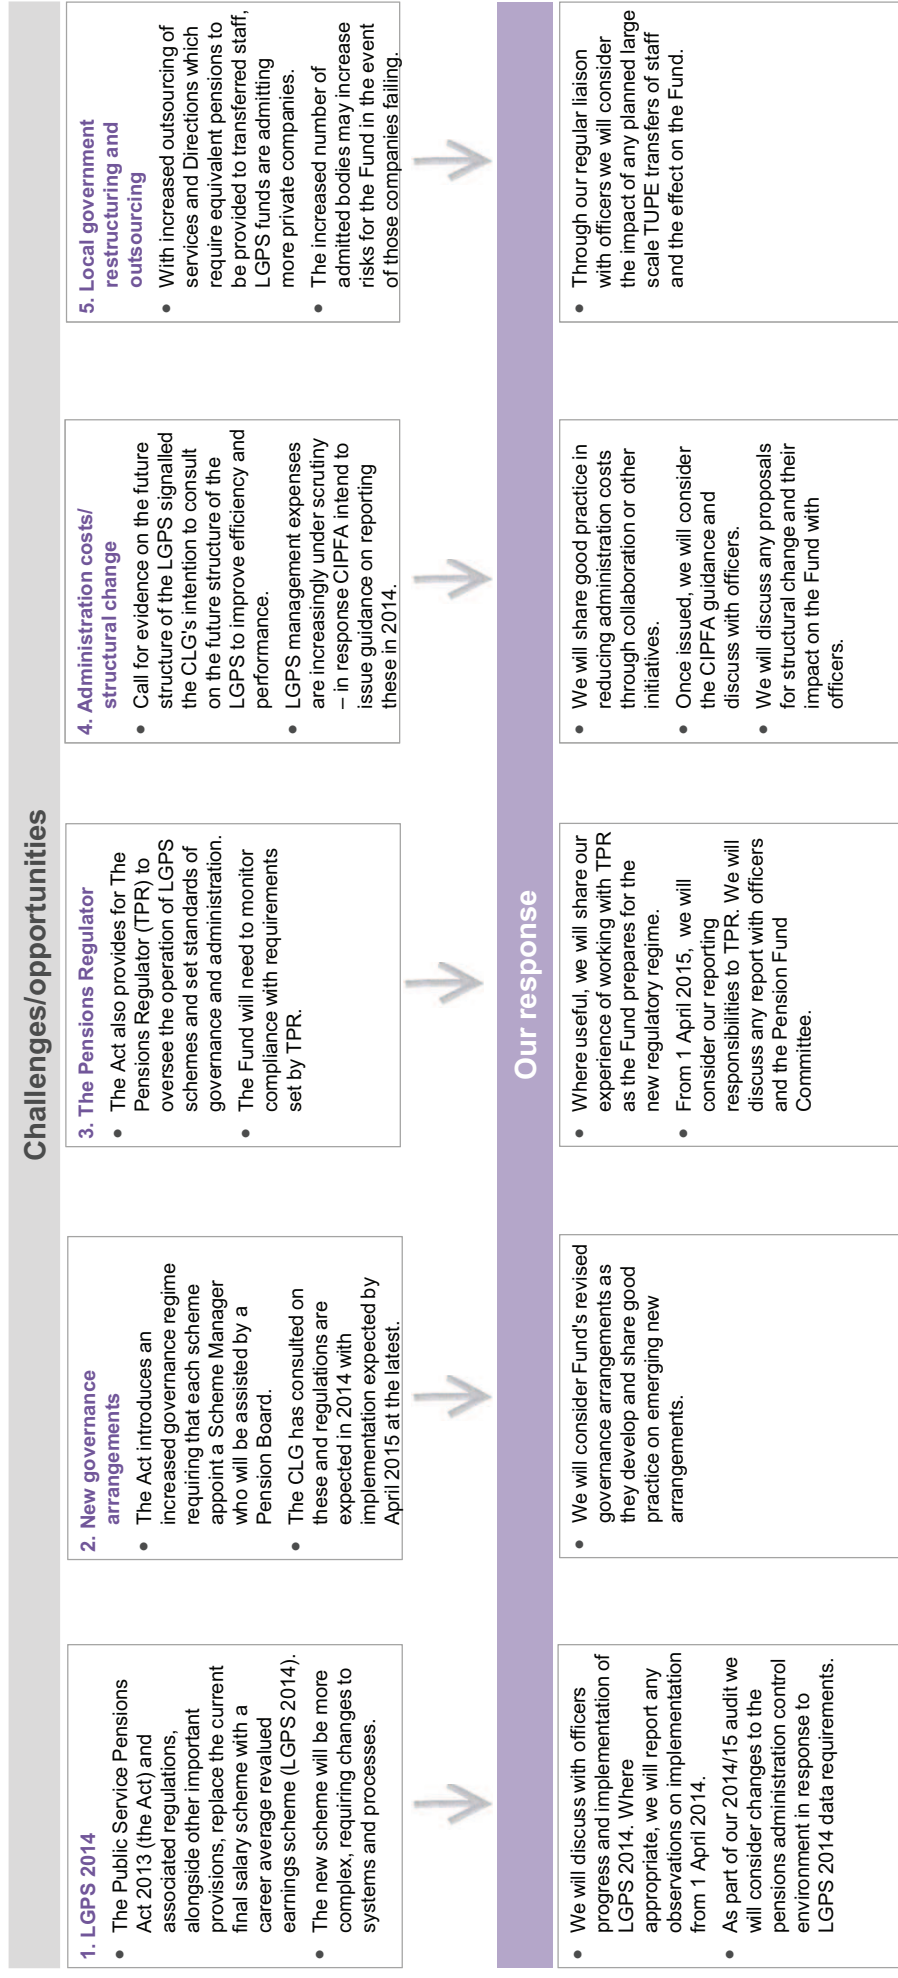 Challenges/opportunities
1. LGPS 2014
• The Public Service Pensions
Act 2013 (the Act) and
associated regulations,
alongside other important
provisions, replace the current
final salary scheme with a
career average revalued
earnings scheme (LGPS 2014).
• The new scheme will be more
complex, requiring changes to
systems and processes.
2. New governance
arrangements
• The Act introduces an
increased governance regime
requiring that each scheme
appoint a Scheme Manager
who will be assisted by a
Pension Board.
• The CLG has consulted on
these and regulations are
expected in 2014 with
implementation expected by
April 2015 at the latest.
3. The Pensions Regulator
• The Act also provides for The
Pensions Regulator (TPR) to
oversee the operation of LGPS
schemes and set standards of
governance and administration.
• The Fund will need to monitor
compliance with requirements
set by TPR.
4. Administration costs/
structural change
• Call for evidence on the future
structure of the LGPS signalled
the CLG's intention to consult
on the future structure of the
LGPS to improve efficiency and
performance.
• LGPS management expenses
are increasingly under scrutiny
– in response CIPFA intend to
issue guidance on reporting
these in 2014.
5. Local government
restructuring and
outsourcing
• With increased outsourcing of
services and Directions which
require equivalent pensions to
be provided to transferred staff,
LGPS funds are admitting
more private companies.
• The increased number of
admitted bodies may increase
risks for the Fund in the event
of those companies failing.
Our response
• We will discuss with officers
progress and implementation of
LGPS 2014. Where
appropriate, we will report any
observations on implementation
from 1 April 2014.
• As part of our 2014/15 audit we
will consider changes to the
pensions administration control
environment in response to
LGPS 2014 data requirements.
• We will consider Fund's revised
governance arrangements as
they develop and share good
practice on emerging new
arrangements.
• Where useful, we will share our
experience of working with TPR
as the Fund prepares for the
new regulatory regime.
• From 1 April 2015, we will
consider our reporting
responsibilities to TPR. We will
discuss any report with officers
and the Pension Fund
Committee.
• We will share good practice in
reducing administration costs
through collaboration or other
initiatives.
• Once issued, we will consider
the CIPFA guidance and
discuss with officers.
• We will discuss any proposals
for structural change and their
impact on the Fund with
officers.
• Through our regular liaison
with officers we will consider
the impact of any planned large
scale TUPE transfers of staff
and the effect on the Fund.